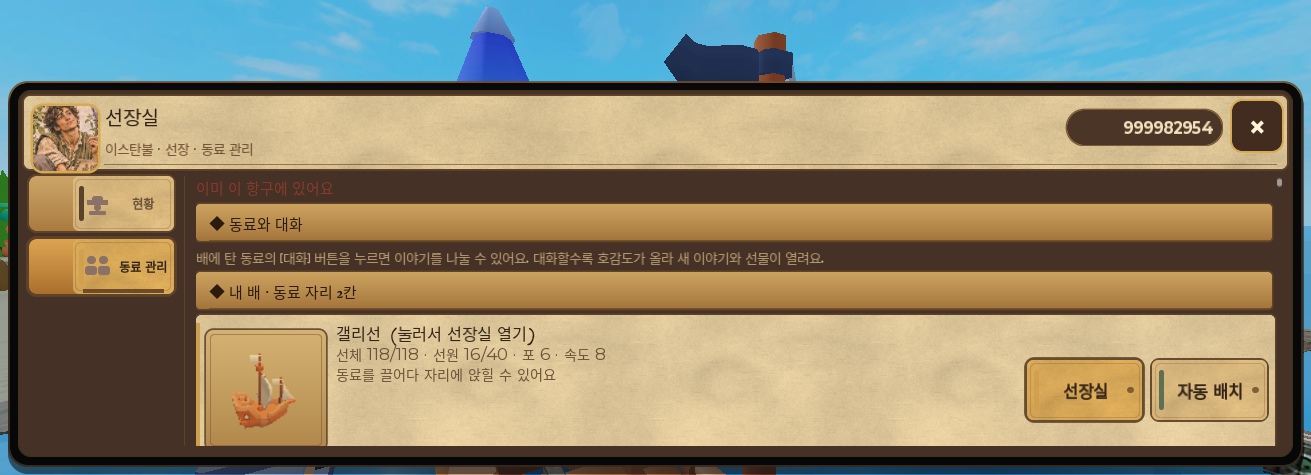 선장실
이스탄불 · 선장 · 동료 관리
999982954
×
현황
동료 관리
이미 이 항구에 있어요
◆ 동료와 대화
배에 탄 동료의 [대화] 버튼을 누르면 이야기를 나눌 수 있어요. 대화할수록 호감도가 올라 새 이야기와 선물이 열려요.
◆ 내 배 · 동료 자리 2칸
갤리선 (눌러서 선장실 열기)
선체 118/118 · 선원 16/40 · 포 6 · 속도 8
동료를 끌어다 자리에 앉힐 수 있어요
선장실
자동 배치